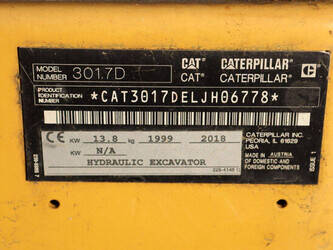 MODEL NUMBER 301.7D CAT CATERPILLAR
CAT® CATERPILLAR®
PRODUCT IDENTIFICATION NUMBER *CAT3017DELJH06778*
CE KW 13.8 kg 1999 2018
KW N/A
HYDRAULIC EXCAVATOR
CATERPILLAR INC.
PEORIA, IL 61629
USA
MADE IN AUSTRIA
OF DOMESTIC AND
FOREIGN COMPONENTS
ISSUE 1